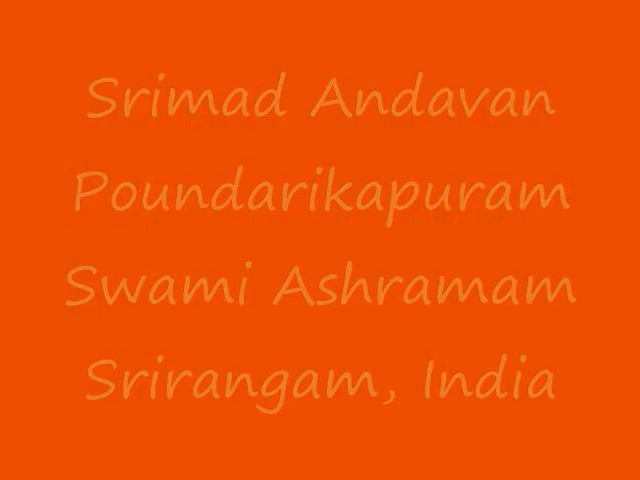 Srimad Andavan
Poundarikapuram
Swami Ashramam
Srirangam, India